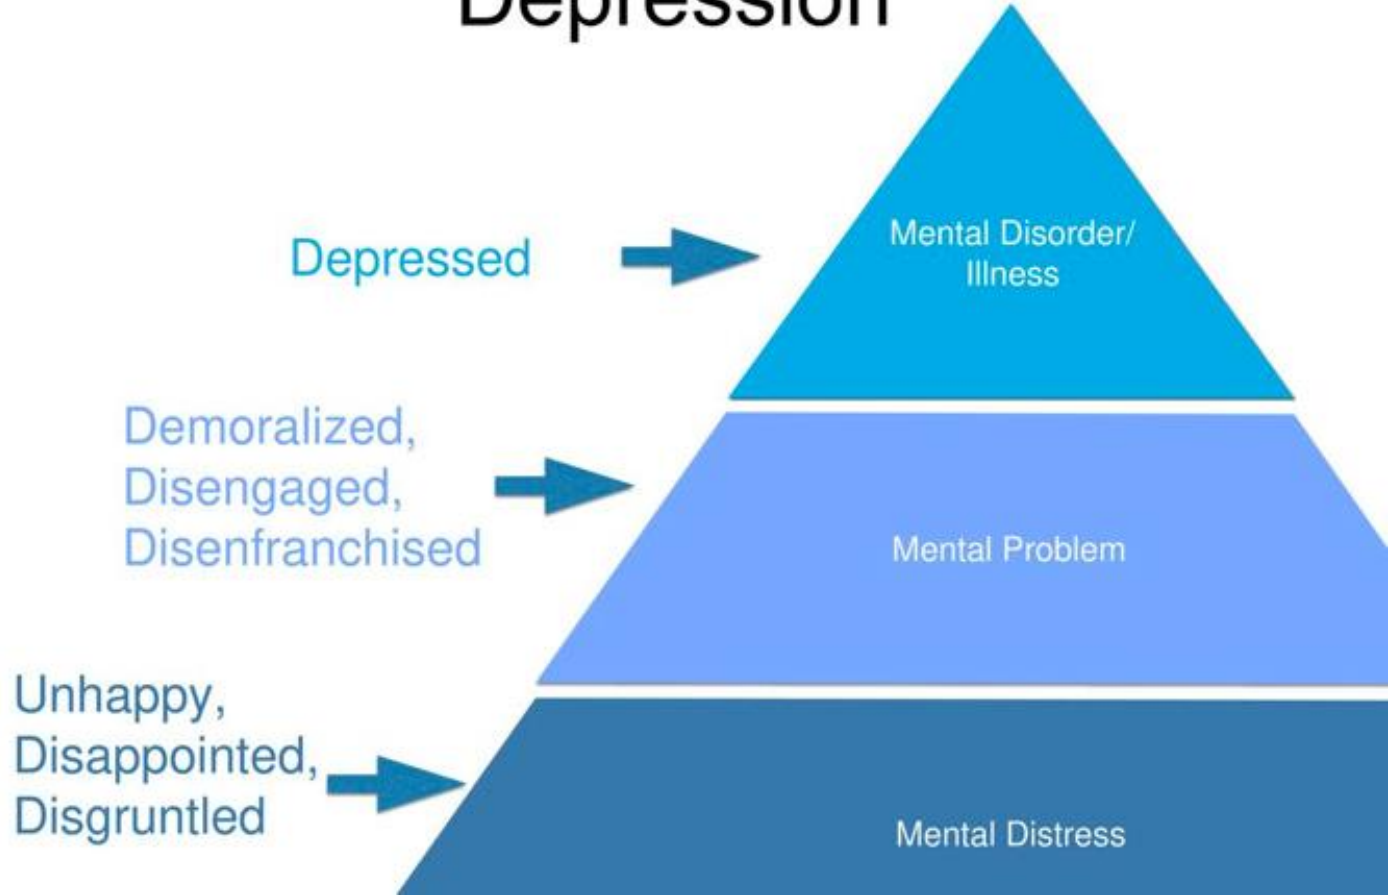 Depression
Depressed
Mental Disorder/
Illness
Demoralized,
Disengaged,
Disenfranchised
Mental Problem
Unhappy,
Disappointed,
Disgruntled
Mental Distress